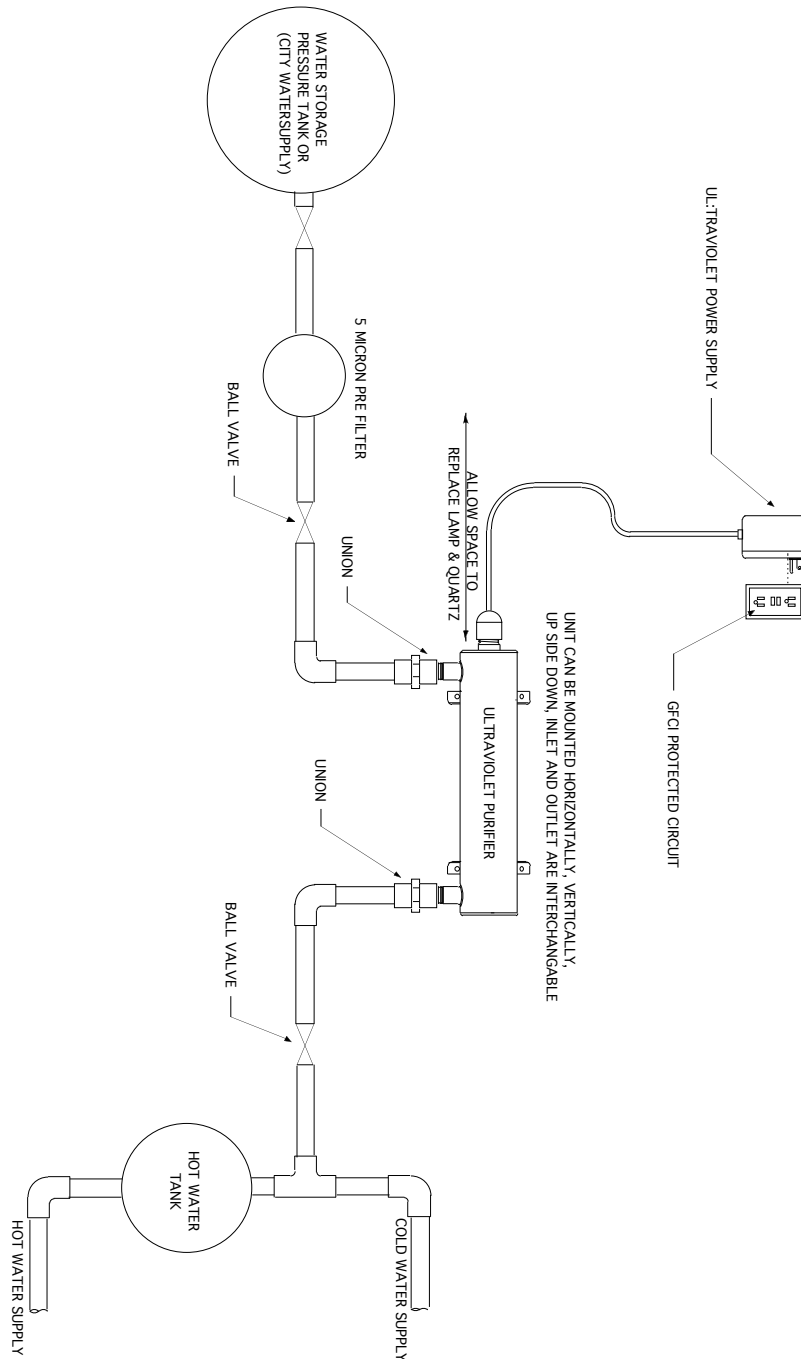 WATER STORAGE
PRESSURE TANK OR
(CITY WATERSUPPLY)
UL:TRAVIOLET POWER SUPPLY
GFCI PROTECTED CIRCUIT
5 MICRON PRE FILTER
BALL VALVE
UNION
ALLOW SPACE TO
REPLACE LAMP & QUARTZ
UNIT CAN BE MOUNTED HORIZONTALLY, VERTICALLY,
UP SIDE DOWN, INLET AND OUTLET ARE INTERCHANGABLE
ULTRAVIOLET PURIFIER
UNION
BALL VALVE
HOT WATER
TANK
COLD WATER SUPPLY
HOT WATER SUPPLY